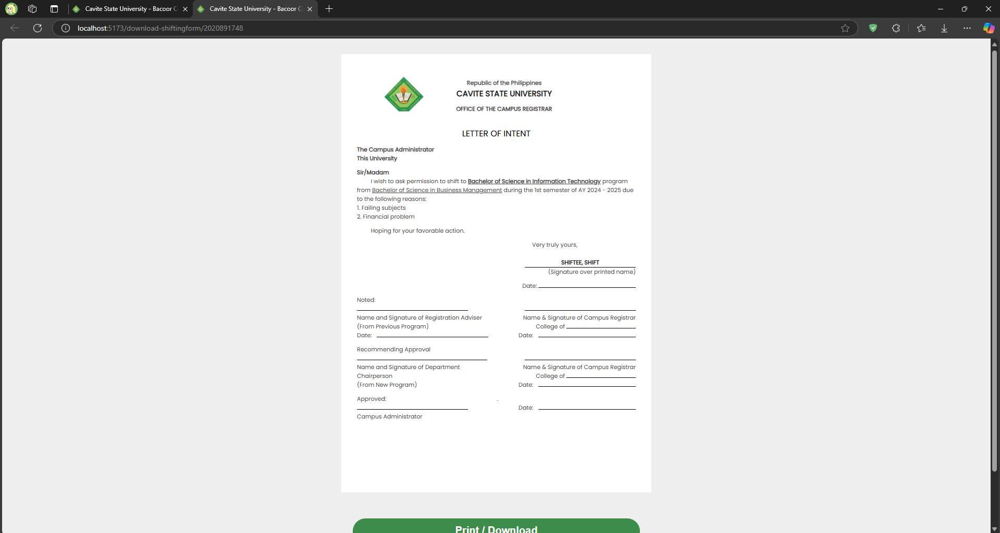 Cavite State University - Bacoor C
Cavite State University - Bacoor C
localhost:5173/download-shiftingform/2020891748
Republic of the Philippines
CAVITE STATE UNIVERSITY
OFFICE OF THE CAMPUS REGISTRAR
LETTER OF INTENT
The Campus Administrator
This University
Sir/Madam
I wish to ask permission to shift to Bachelor of Science in Information Technology program
from Bachelor of Science in Business Management during the 1st semester of AY 2024 - 2025 due
to the following reasons:
1. Failing subjects
2. Financial problem
Hoping for your favorable action.
Very truly yours,
SHIFTEE, SHIFT
(Signature over printed name)
Date:
Noted:
Name and Signature of Registration Adviser
(From Previous Program)
Date:
Name & Signature of Campus Registrar
College of
Date:
Recommending Approval
Name and Signature of Department
Chairperson
(From New Program)
Name & Signature of Campus Registrar
College of
Date:
Approved:
.
Campus Administrator
Date:
Print / Download